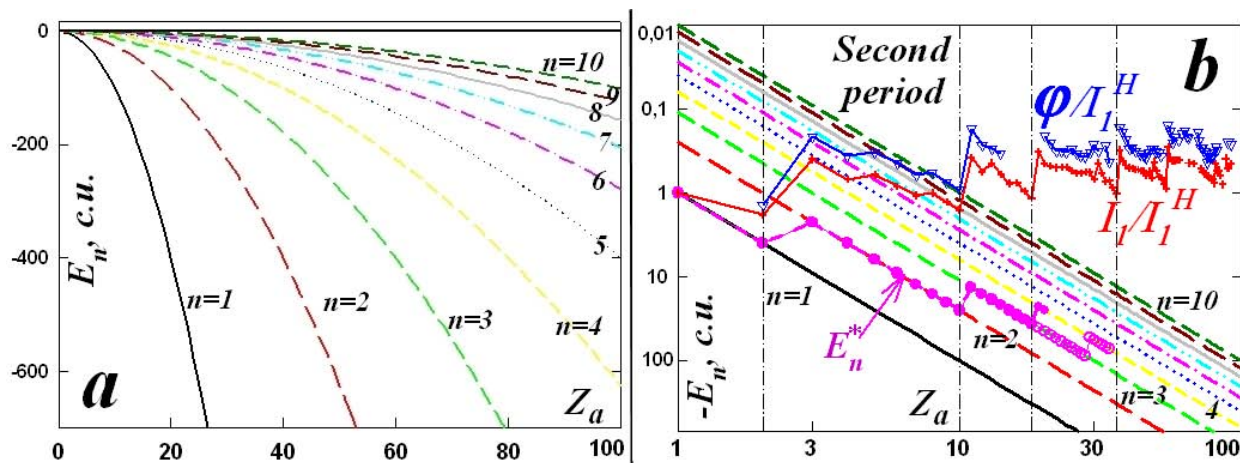 0
-200
-400
-600
E_n, c.u.
n=10
9
8
7
6
5
n=1
n=2
n=3
n=4
a
Z_a
0
20
40
60
80
100
0,01
0,1
1
10
100
-E_n, c.u.
Second
period
b
φ/I_1^H
I_1/I_1^H
n=1
E_n^*
n=2
n=10
n=3
4
Z_a
1
3
10
30
100